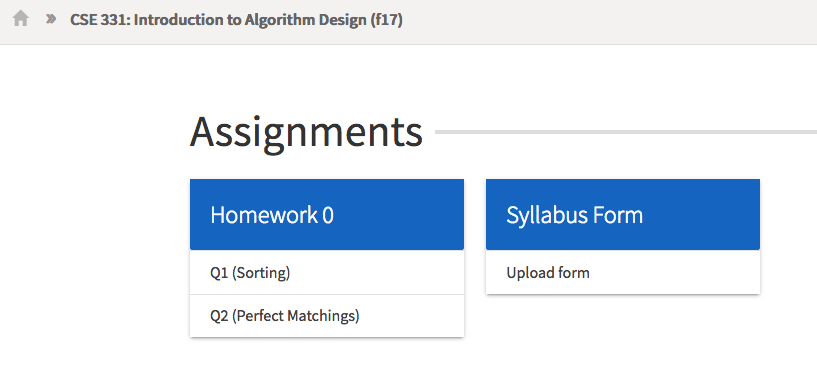 CSE 331: Introduction to Algorithm Design (f17)
Assignments
Homework 0
Q1 (Sorting)
Q2 (Perfect Matchings)
Syllabus Form
Upload form